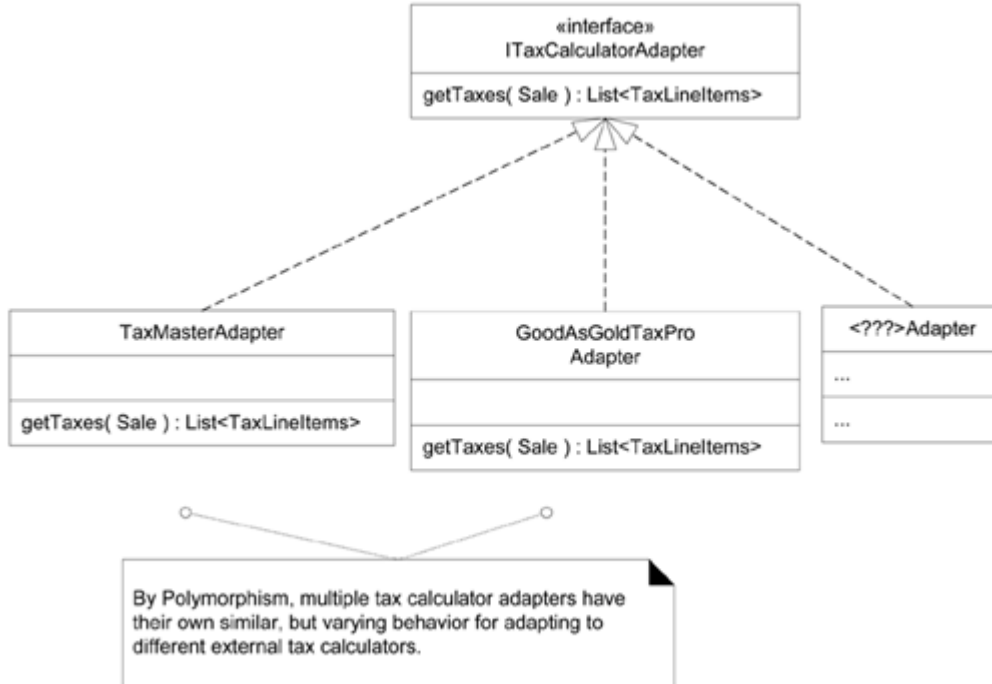 «interface»
ITaxCalculatorAdapter
getTaxes( Sale ) : List<TaxLineItems>
TaxMasterAdapter
getTaxes( Sale ) : List<TaxLineItems>
GoodAsGoldTaxPro
Adapter
getTaxes( Sale ) : List<TaxLineItems>
<???>Adapter
...
...
By Polymorphism, multiple tax calculator adapters have
their own similar, but varying behavior for adapting to
different external tax calculators.